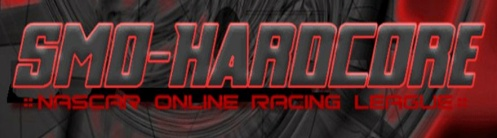 SMO-HARDCORE
:: NASCAR ONLINE RACING LEAGUE ::